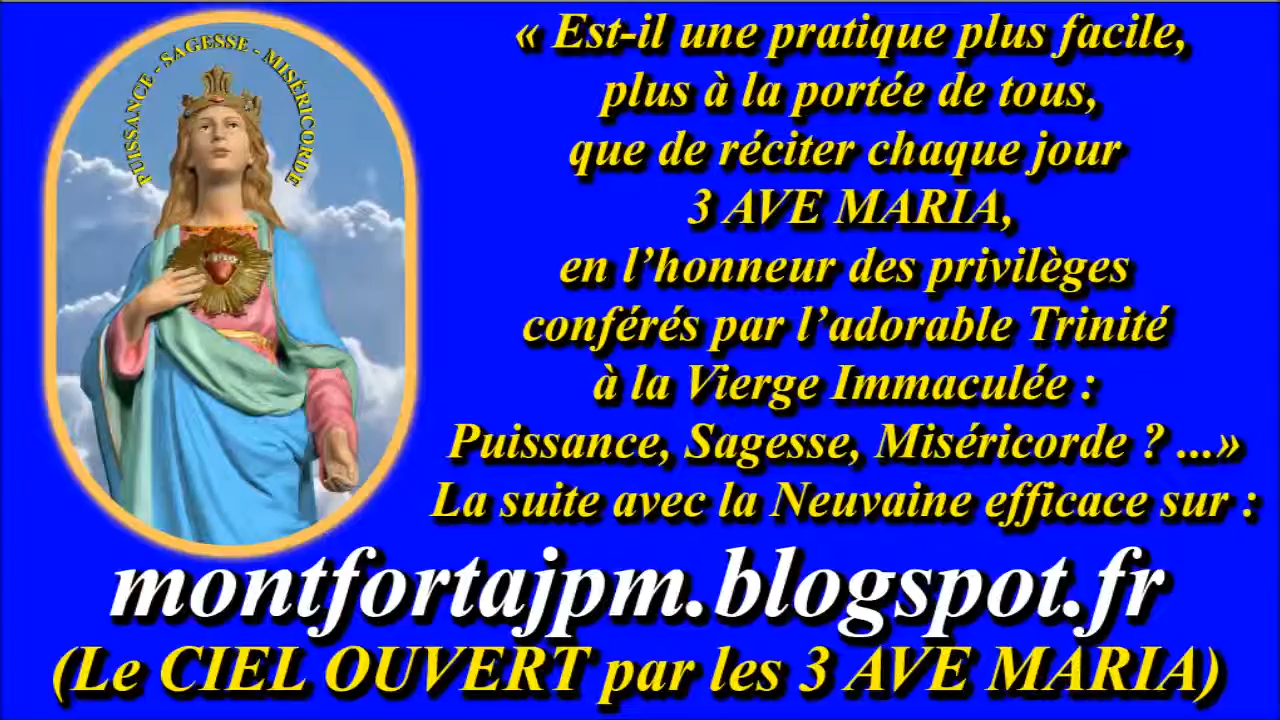 PUISSANCE - SAGESSE - MISÉRICORDE
« Est-il une pratique plus facile,
plus à la portée de tous,
que de réciter chaque jour
3 AVE MARIA,
en l’honneur des privilèges
conférés par l’adorable Trinité
à la Vierge Immaculée :
Puissance, Sagesse, Miséricorde ? ...»
La suite avec la Neuvaine efficace sur :
montfortajpm.blogspot.fr
(Le CIEL OUVERT par les 3 AVE MARIA)